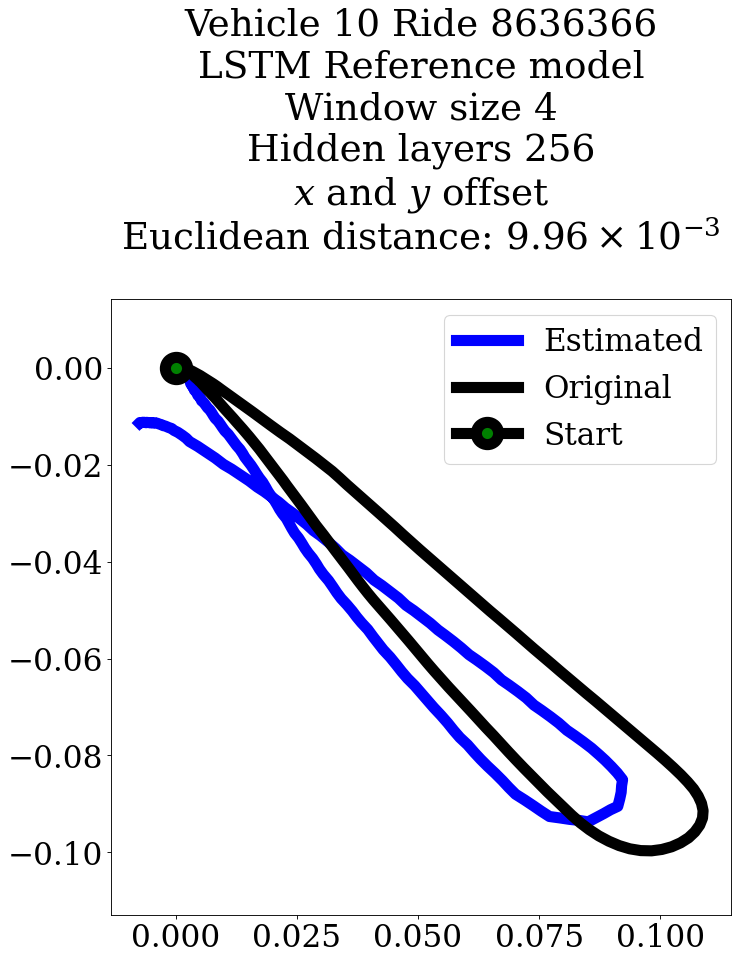 Vehicle 10 Ride 8636366
LSTM Reference model
Window size 4
Hidden layers 256
x and y offset
Euclidean distance: 9.96 × 10⁻³
Estimated
Original
Start
0.00
−0.02
−0.04
−0.06
−0.08
−0.10
0.000 0.025 0.050 0.075 0.100